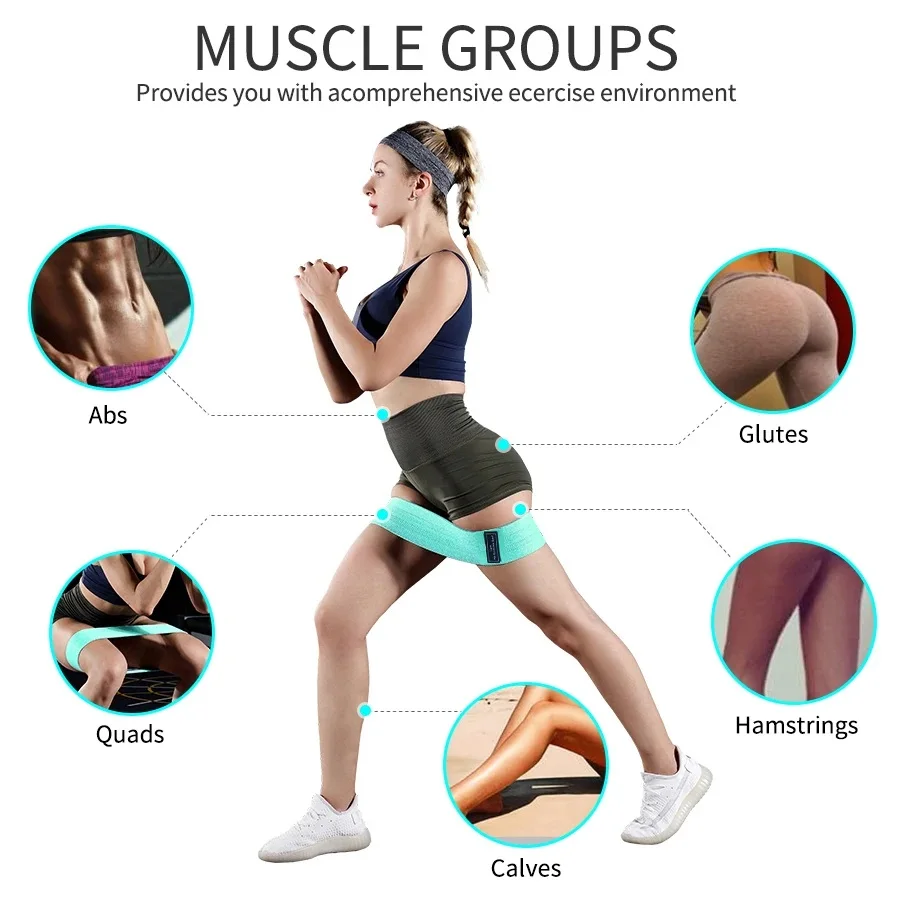 MUSCLE GROUPS
Provides you with acomprehensive ecercise environment
Abs
Glutes
Quads
Hamstrings
Calves